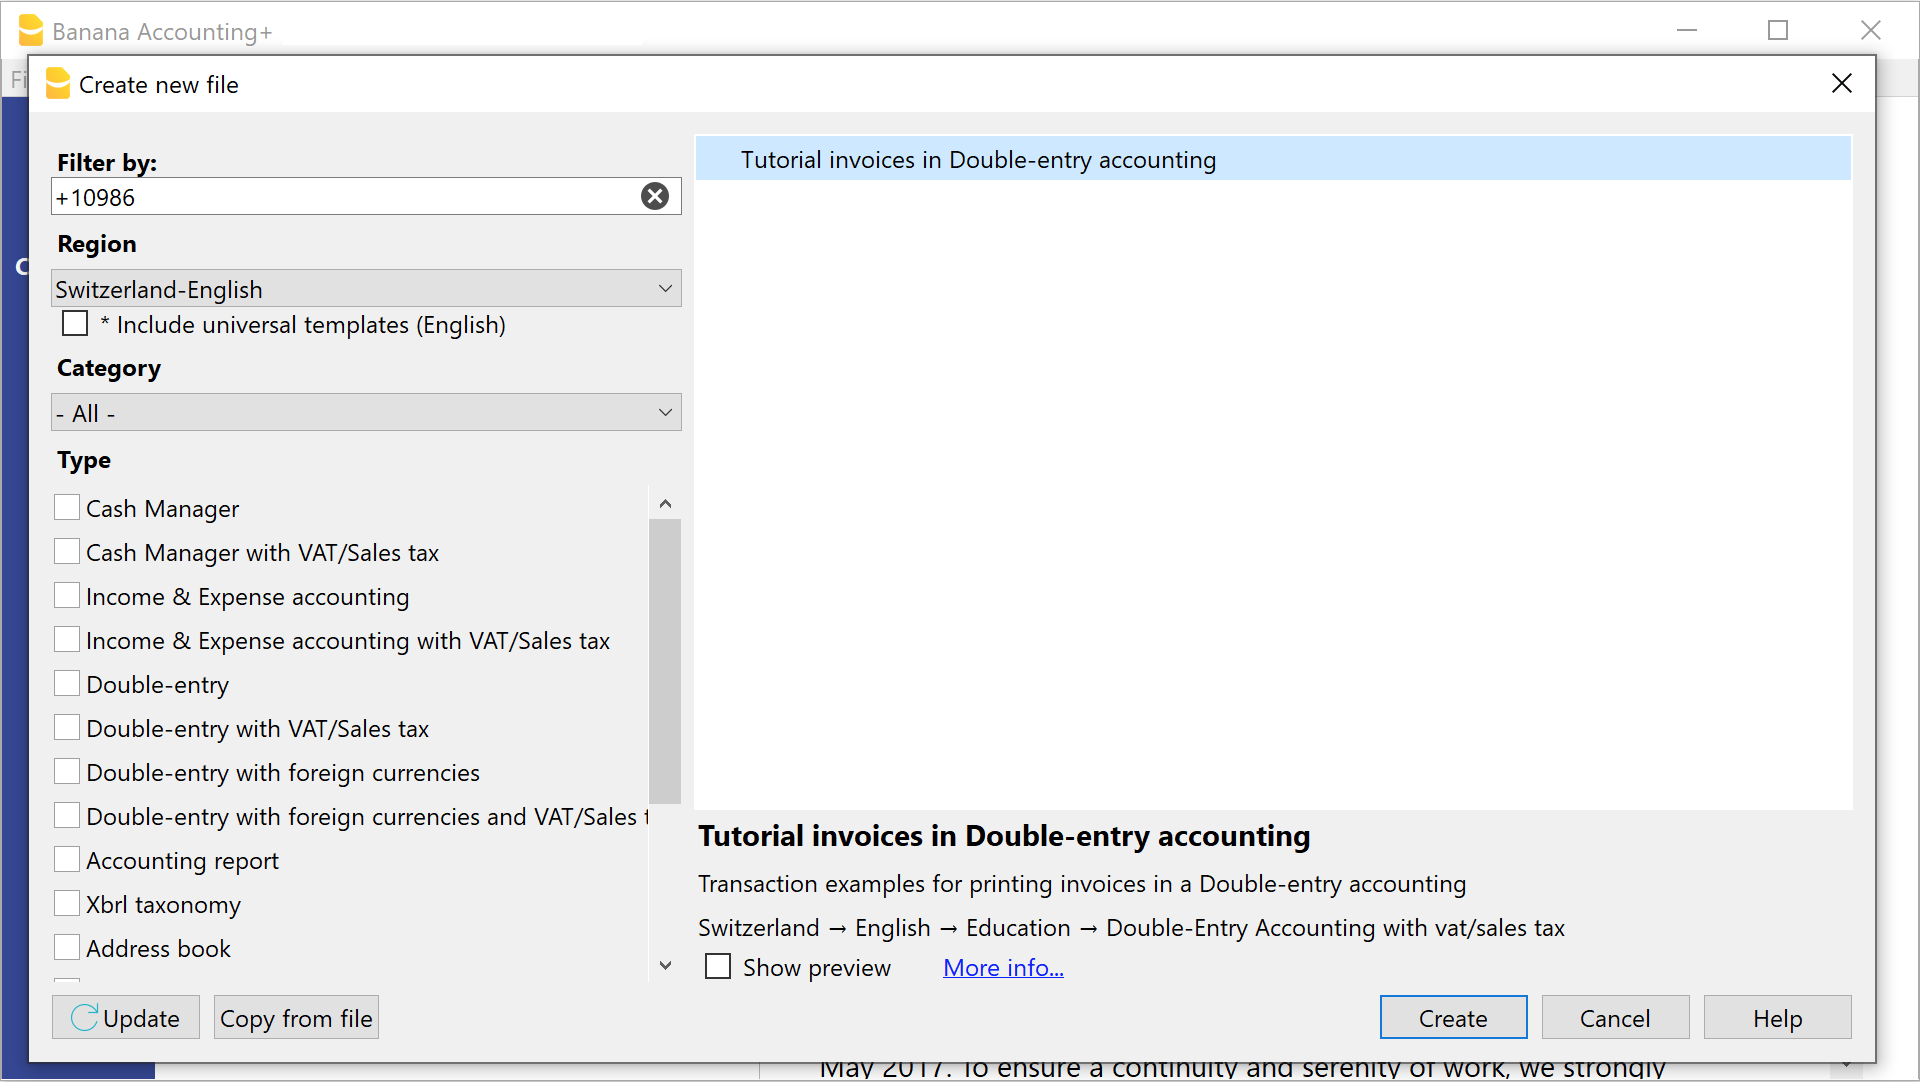 Banana Accounting+
Fi
Create new file
Filter by:
+10986
Region
Switzerland-English
* Include universal templates (English)
Category
- All -
Type
Cash Manager
Cash Manager with VAT/Sales tax
Income & Expense accounting
Income & Expense accounting with VAT/Sales tax
Double-entry
Double-entry with VAT/Sales tax
Double-entry with foreign currencies
Double-entry with foreign currencies and VAT/Sales t
Accounting report
Xbrl taxonomy
Address book
Update
Copy from file
Tutorial invoices in Double-entry accounting
Tutorial invoices in Double-entry accounting
Transaction examples for printing invoices in a Double-entry accounting
Switzerland → English → Education → Double-Entry Accounting with vat/sales tax
Show preview
More info...
Create
Cancel
Help
May 2017. To ensure a continuity and serenity of work, we strongly